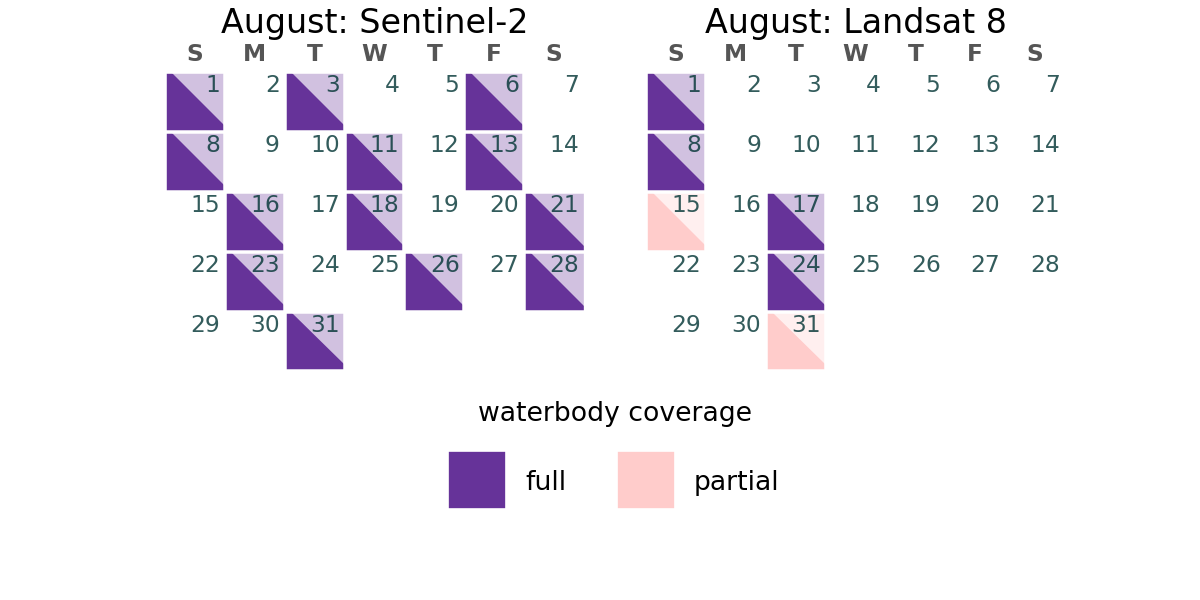 August: Sentinel-2
S M T W T F S
1 2 3 4 5 6 7
8 9 10 11 12 13 14
15 16 17 18 19 20 21
22 23 24 25 26 27 28
29 30 31
August: Landsat 8
S M T W T F S
1 2 3 4 5 6 7
8 9 10 11 12 13 14
15 16 17 18 19 20 21
22 23 24 25 26 27 28
29 30 31
waterbody coverage
full partial